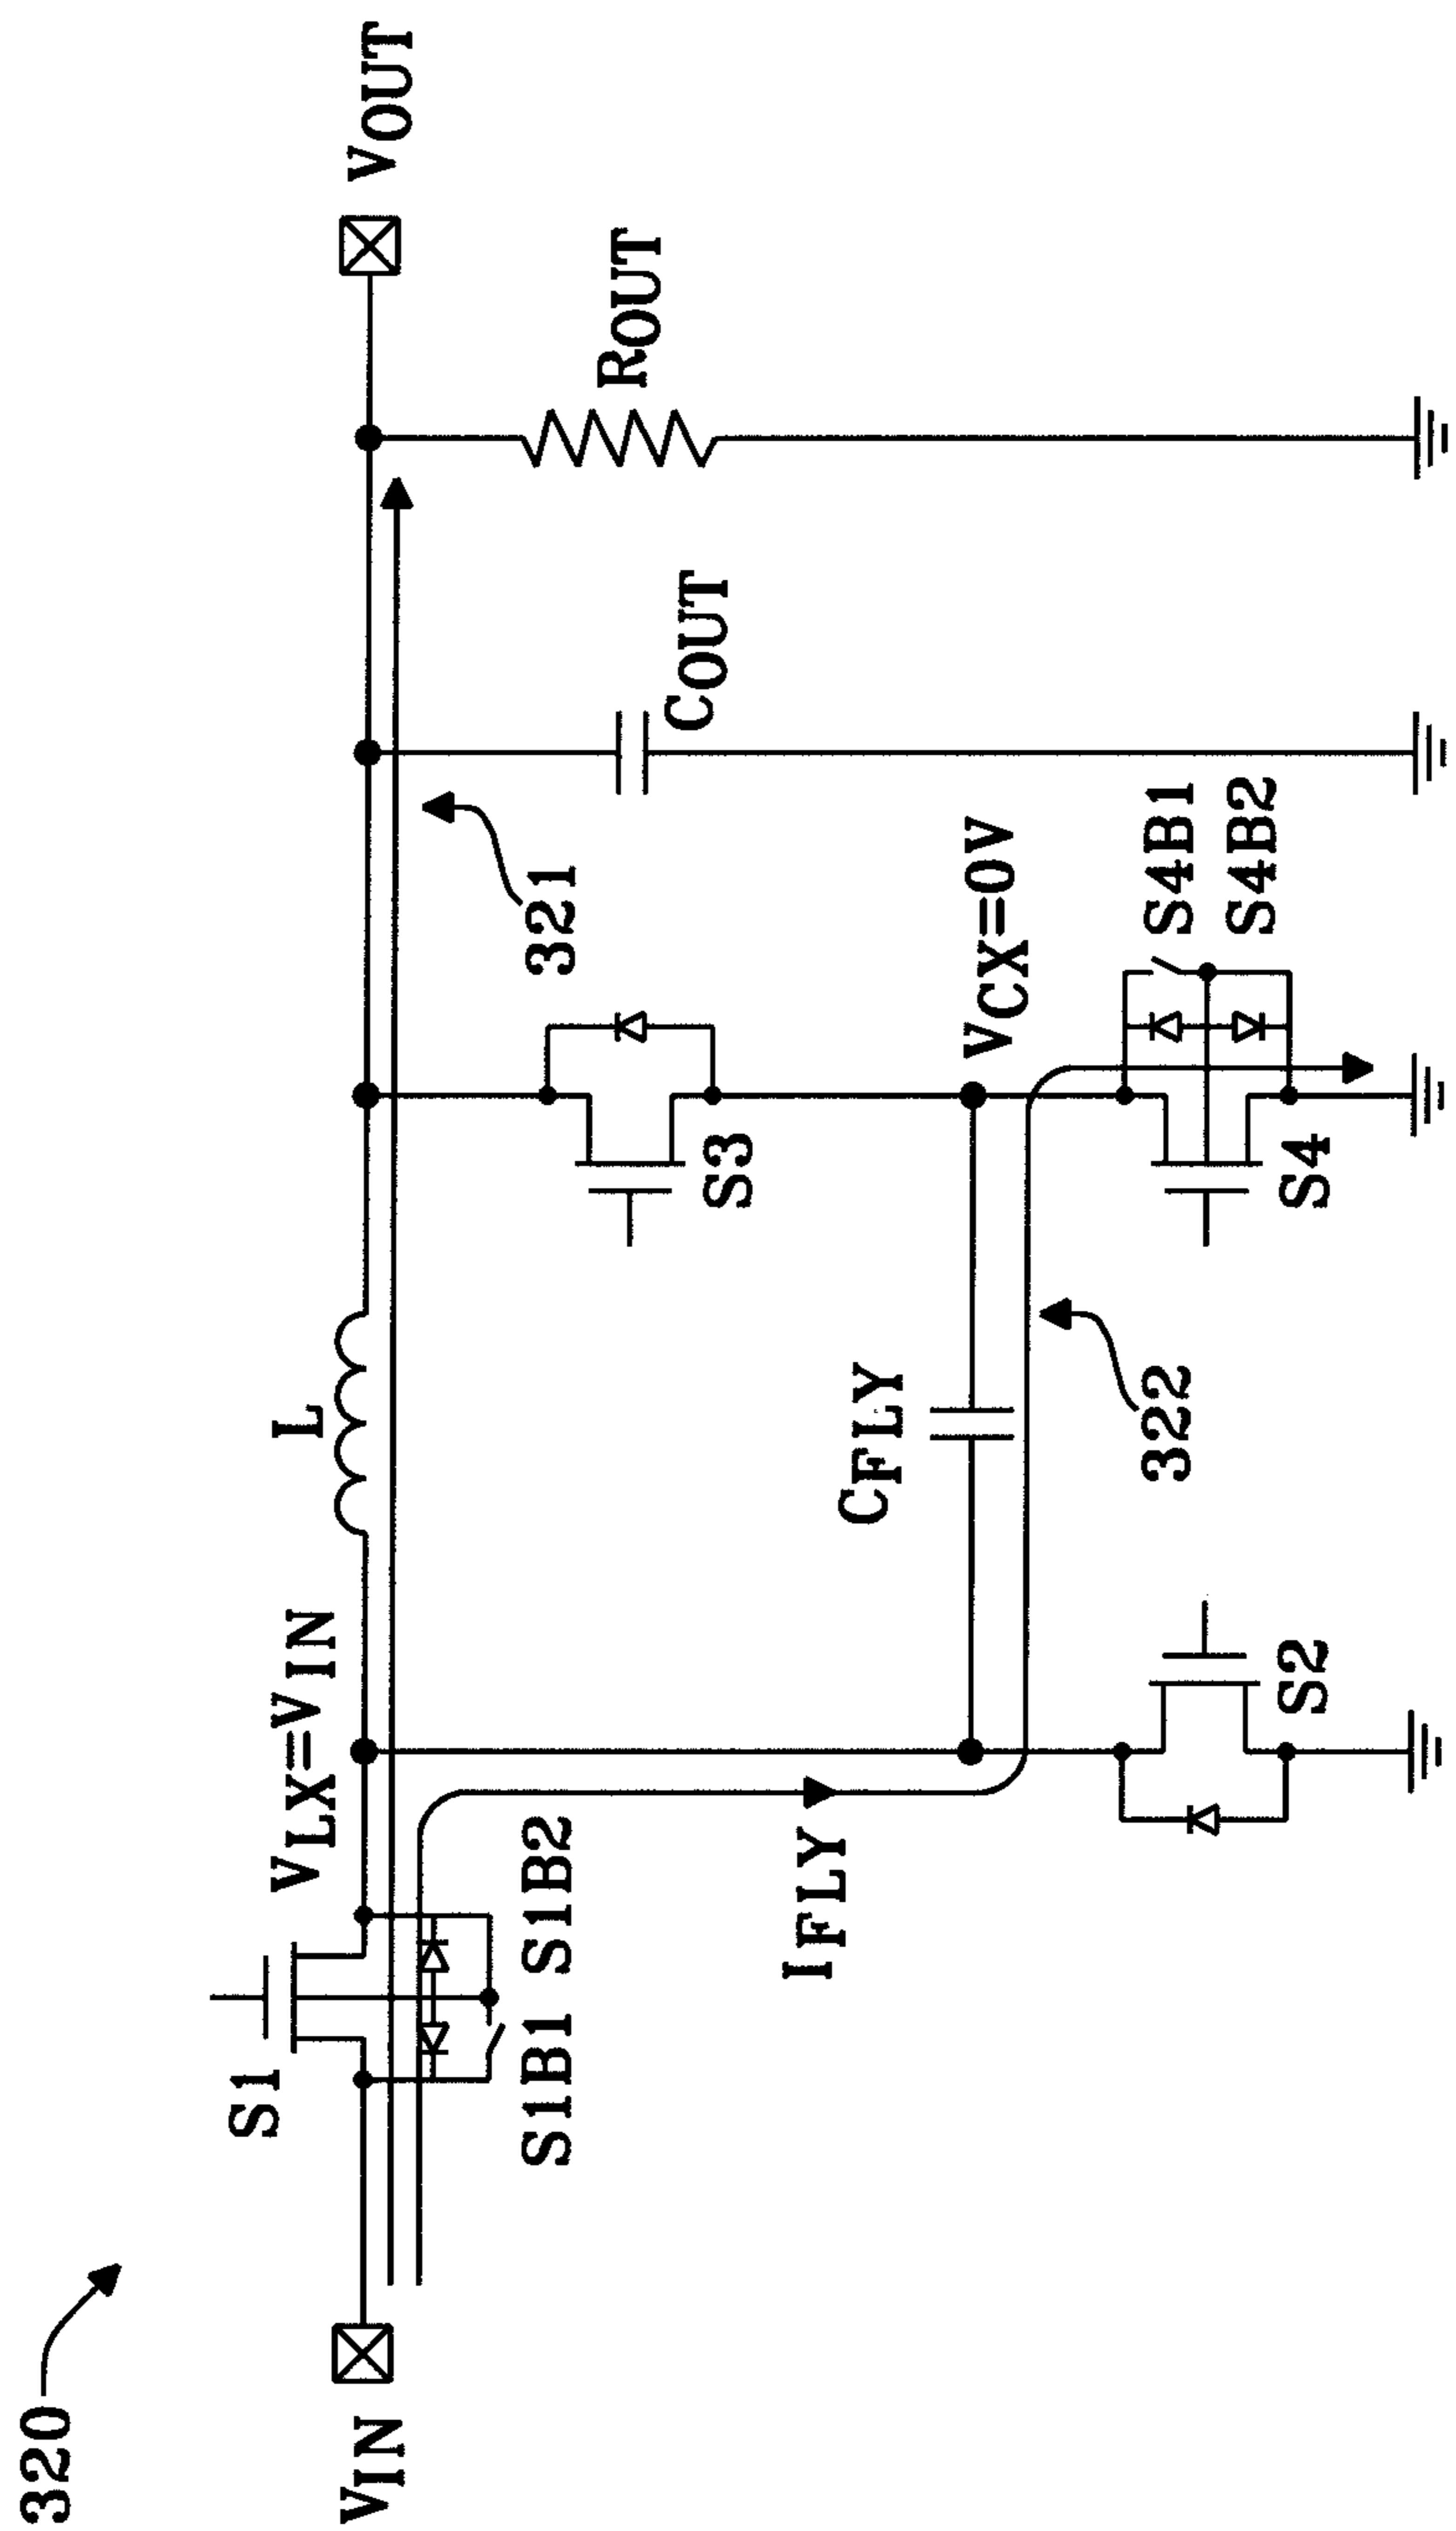 320
VIN
S1
S1B1 S1B2
VLX=VIN
IFLY
L
CFLY
S2
322
S3
S4
VCX=0V
S4B1
S4B2
321
COUT
ROUT
VOUT